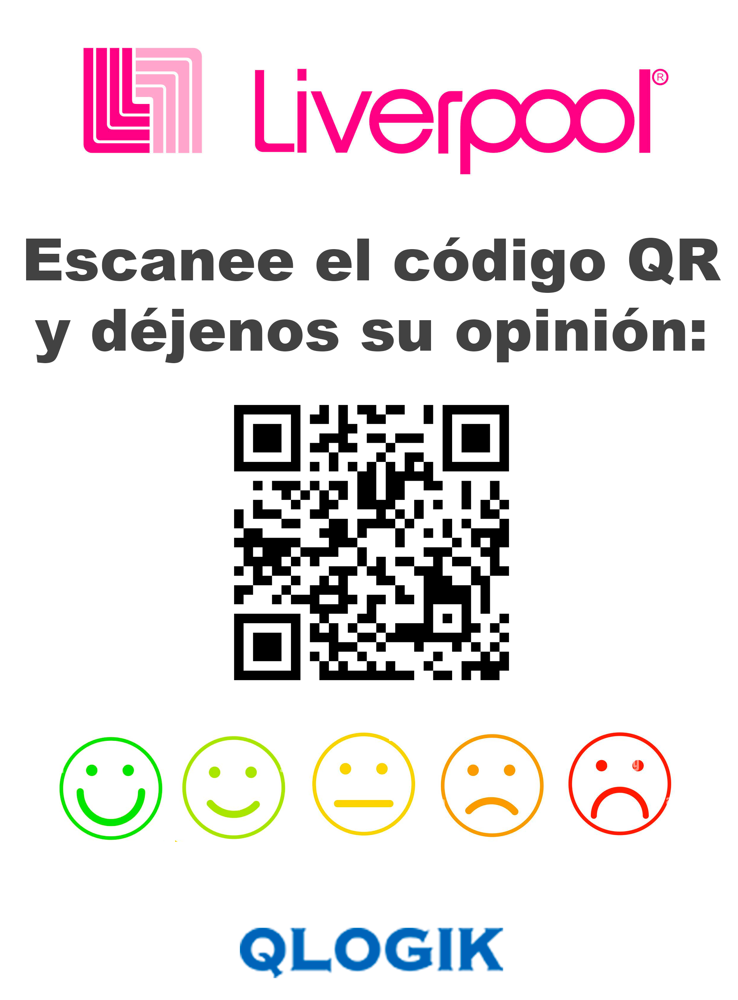 Liverpool®
Escanee el código QR
y déjenos su opinión:
QLOGIK